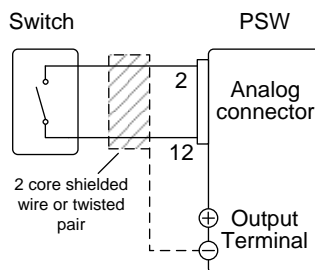 Switch
PSW
2
Analog
connector
12
2 core shielded
wire or twisted
pair
+
Output
Terminal
−